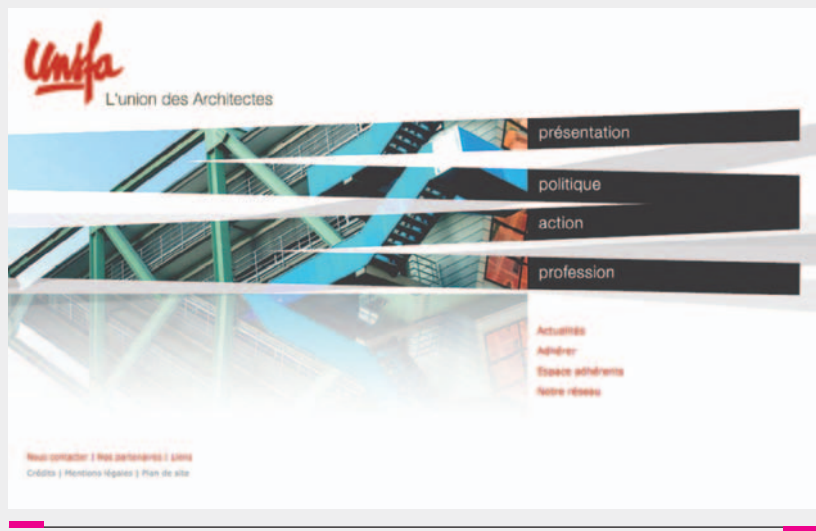 Unsfa
L'union des Architectes
présentation
politique
action
profession
Actualités
Adhérer
Espace adhérents
Notre réseau
Nous contacter | Nos partenaires | Liens
Crédits | Mentions légales | Plan de site